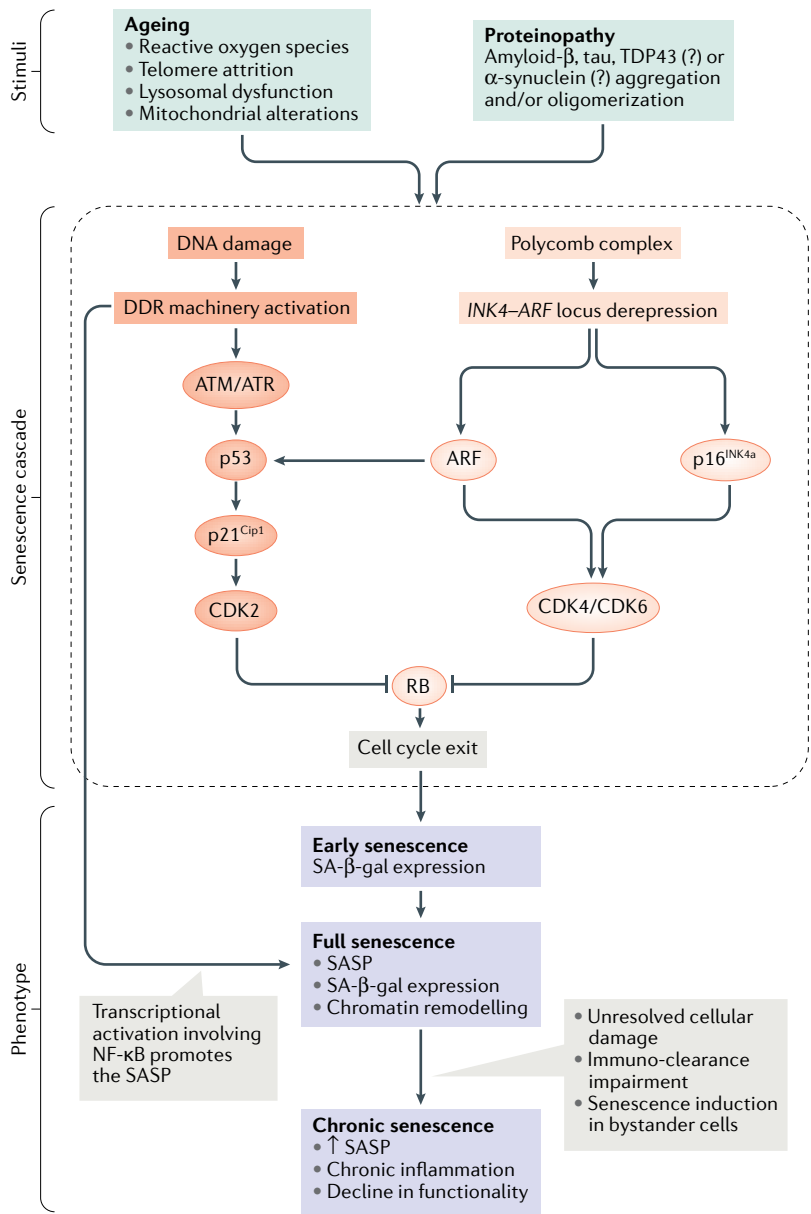 Stimuli
Ageing
• Reactive oxygen species
• Telomere attrition
• Lysosomal dysfunction
• Mitochondrial alterations
Proteinopathy
Amyloid-β, tau, TDP43 (?) or
α-synuclein (?) aggregation
and/or oligomerization
Senescence cascade
DNA damage
Polycomb complex
DDR machinery activation
INK4–ARF locus derepression
ATM/ATR
p53
ARF
p16^INK4a
p21^Cip1
CDK2
CDK4/CDK6
RB
Cell cycle exit
Phenotype
Early senescence
SA-β-gal expression
Full senescence
• SASP
• SA-β-gal expression
• Chromatin remodelling
Transcriptional
activation involving
NF-κB promotes
the SASP
• Unresolved cellular
damage
• Immuno-clearance
impairment
• Senescence induction
in bystander cells
Chronic senescence
• ↑ SASP
• Chronic inflammation
• Decline in functionality